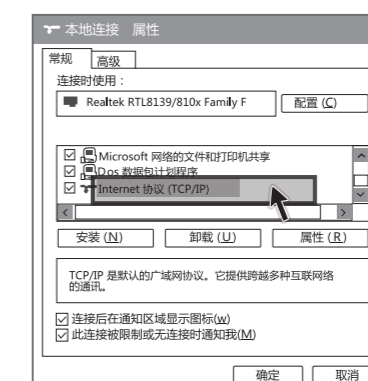 本地连接 属性
常规 高级
连接时使用：
Realtek RTL8139/810x Family F 配置 (C)
Microsoft 网络的文件和打印机共享
Dos 数据包计划程序
Internet 协议 (TCP/IP)
安装 (N) 卸载 (U) 属性 (R)
TCP/IP 是默认的广域网协议。它提供跨越多种互联网络
的通讯。
连接后在通知区域显示图标(w)
此连接被限制或无连接时通知我(M)
确定 取消